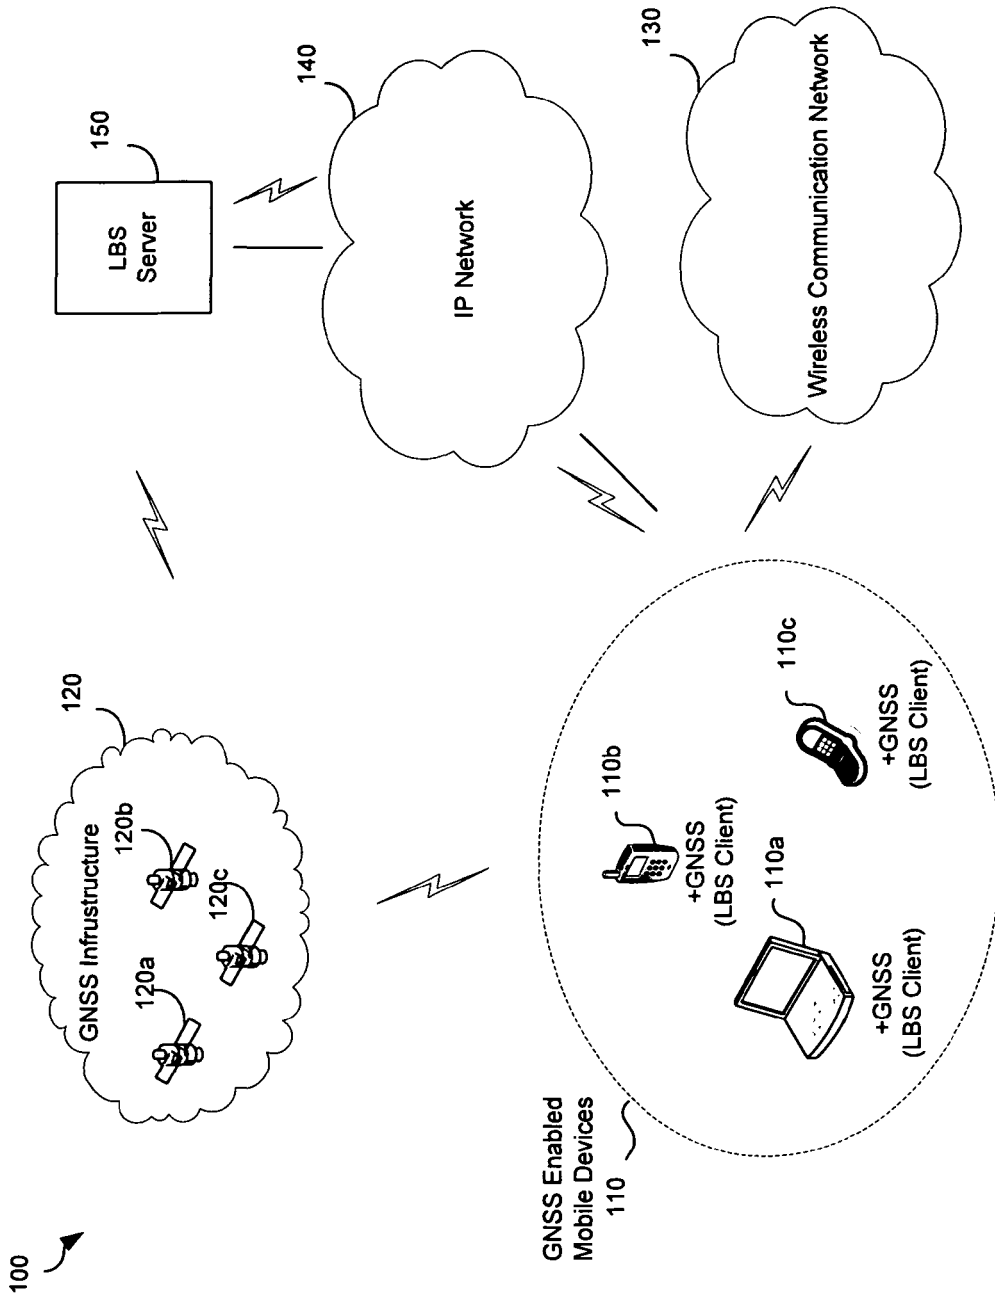 100
GNSS Infrustructure
120
120a
120b
120c
LBS
Server
150
IP Network
140
Wireless Communication Network
130
GNSS Enabled
Mobile Devices
110
110b
+GNSS
(LBS Client)
110a
+GNSS
(LBS Client)
110c
+GNSS
(LBS Client)